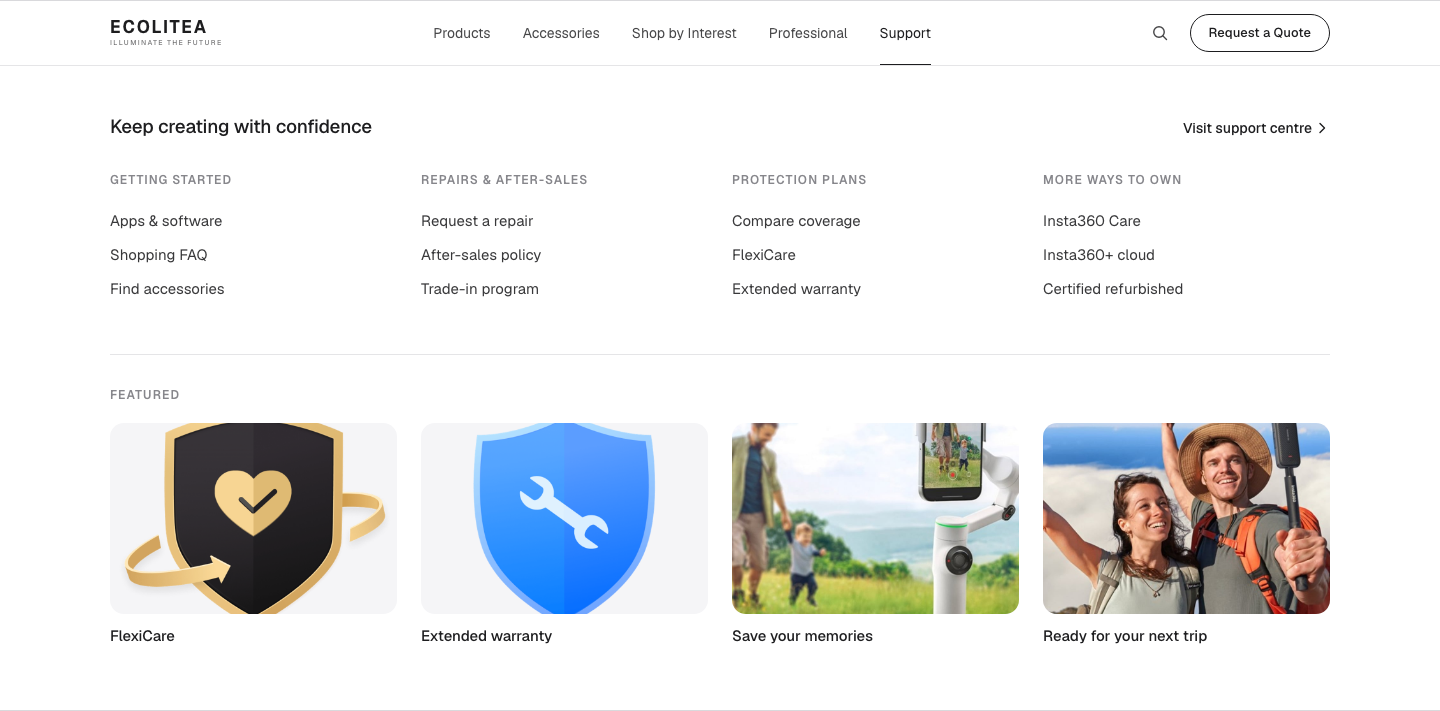 ECOLITEA
ILLUMINATE THE FUTURE
Products
Accessories
Shop by Interest
Professional
Support
Request a Quote
Keep creating with confidence
Visit support centre
GETTING STARTED
Apps & software
Shopping FAQ
Find accessories
REPAIRS & AFTER-SALES
Request a repair
After-sales policy
Trade-in program
PROTECTION PLANS
Compare coverage
FlexiCare
Extended warranty
MORE WAYS TO OWN
Insta360 Care
Insta360+ cloud
Certified refurbished
FEATURED
FlexiCare
Extended warranty
Save your memories
Ready for your next trip